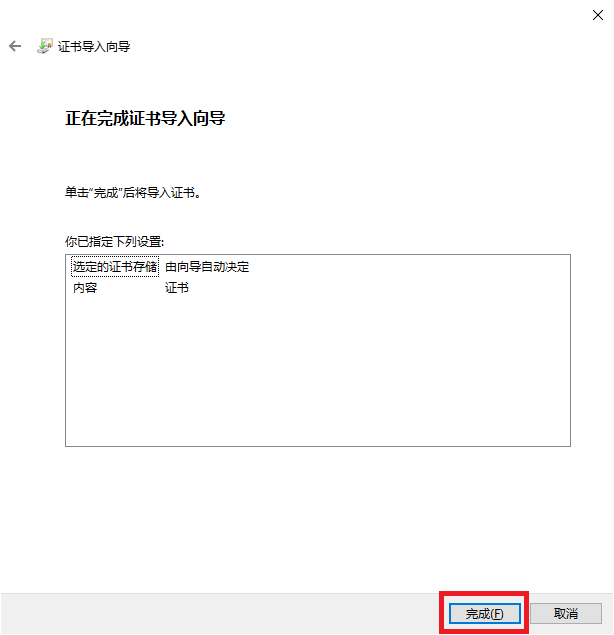 证书导入向导
正在完成证书导入向导
单击“完成”后将导入证书。
你已指定下列设置:
选定的证书存储 由向导自动决定
内容 证书
完成(F) 取消